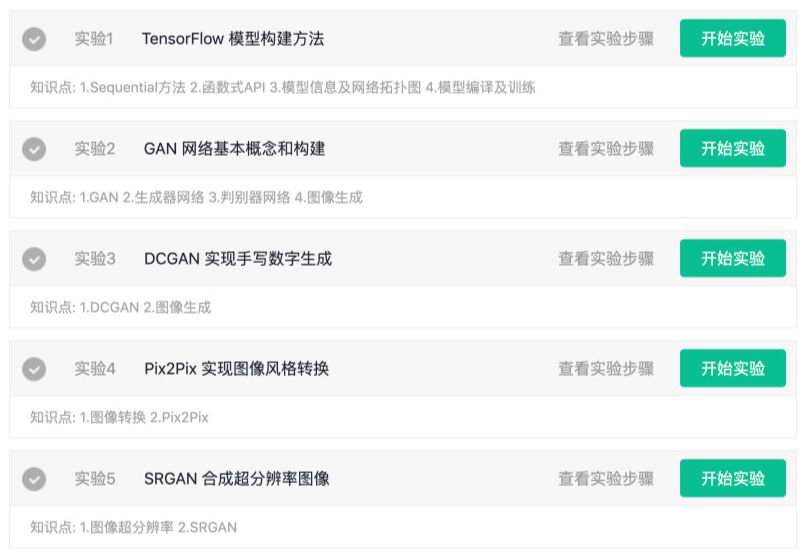 实验1 TensorFlow 模型构建方法 查看实验步骤 开始实验
知识点: 1.Sequential方法 2.函数式API 3.模型信息及网络拓扑图 4.模型编译及训练
实验2 GAN 网络基本概念和构建 查看实验步骤 开始实验
知识点: 1.GAN 2.生成器网络 3.判别器网络 4.图像生成
实验3 DCGAN 实现手写数字生成 查看实验步骤 开始实验
知识点: 1.DCGAN 2.图像生成
实验4 Pix2Pix 实现图像风格转换 查看实验步骤 开始实验
知识点: 1.图像转换 2.Pix2Pix
实验5 SRGAN 合成超分辨率图像 查看实验步骤 开始实验
知识点: 1.图像超分辨率 2.SRGAN